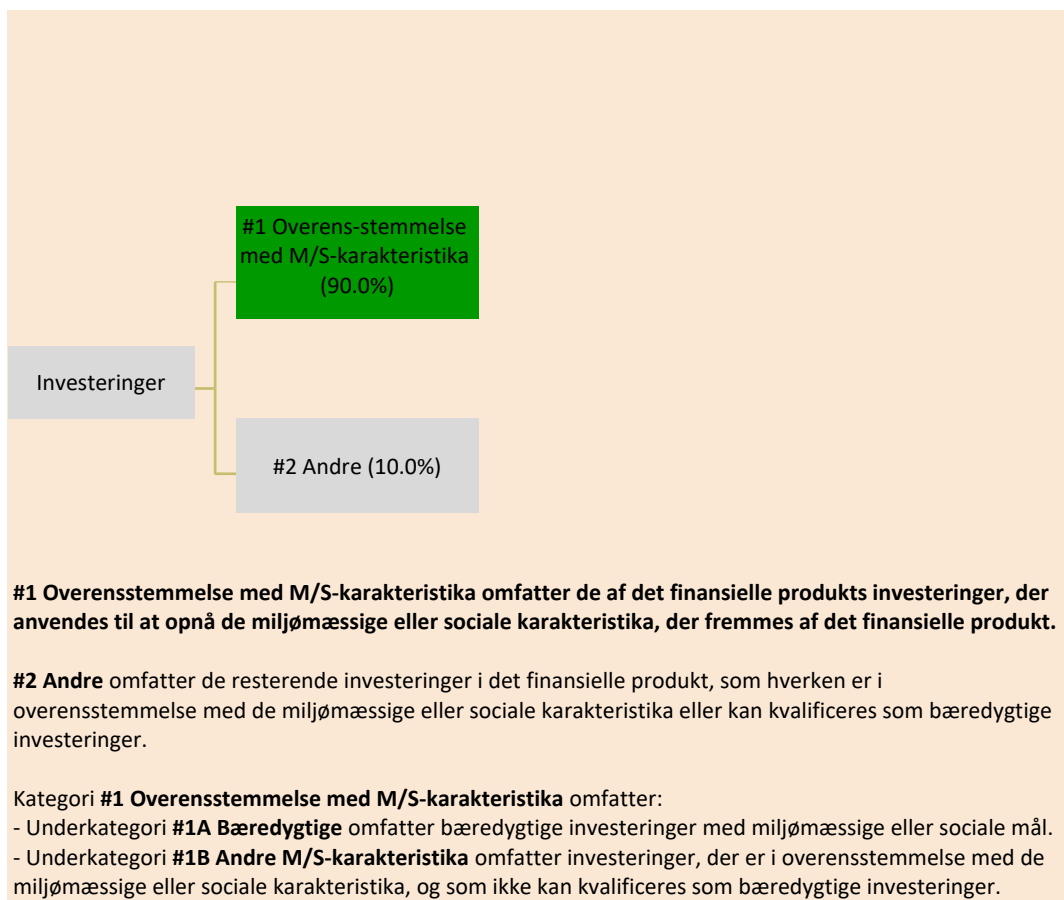 #1 Overens-stemmelse
med M/S-karakteristika
(90.0%)
Investeringer
#2 Andre (10.0%)
#1 Overensstemmelse med M/S-karakteristika omfatter de af det finansielle produkts investeringer, der
anvendes til at opnå de miljømæssige eller sociale karakteristika, der fremmes af det finansielle produkt.
#2 Andre omfatter de resterende investeringer i det finansielle produkt, som hverken er i
overensstemmelse med de miljømæssige eller sociale karakteristika eller kan kvalificeres som bæredygtige
investeringer.
Kategori #1 Overensstemmelse med M/S-karakteristika omfatter:
- Underkategori #1A Bæredygtige omfatter bæredygtige investeringer med miljømæssige eller sociale mål.
- Underkategori #1B Andre M/S-karakteristika omfatter investeringer, der er i overensstemmelse med de
miljømæssige eller sociale karakteristika, og som ikke kan kvalificeres som bæredygtige investeringer.